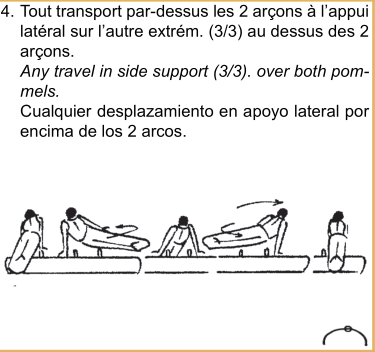 4. Tout transport par-dessus les 2 arçons à l'appui
latéral sur l'autre extrém. (3/3) au dessus des 2
arçons.
Any travel in side support (3/3). over both pom-
mels.
Cualquier desplazamiento en apoyo lateral por
encima de los 2 arcos.